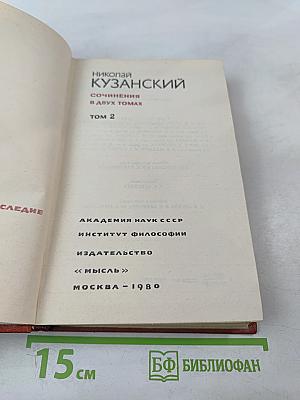 НИКОЛАЙ
КУЗАНСКИЙ
СОЧИНЕНИЯ
В ДВУХ ТОМАХ
ТОМ 2
СЛЕДИЕ
АКАДЕМИЯ НАУК СССР
ИНСТИТУТ ФИЛОСОФИИ
ИЗДАТЕЛЬСТВО
«МЫСЛЬ»
МОСКВА – 1980
15 см
БФ БИБЛИОФАН